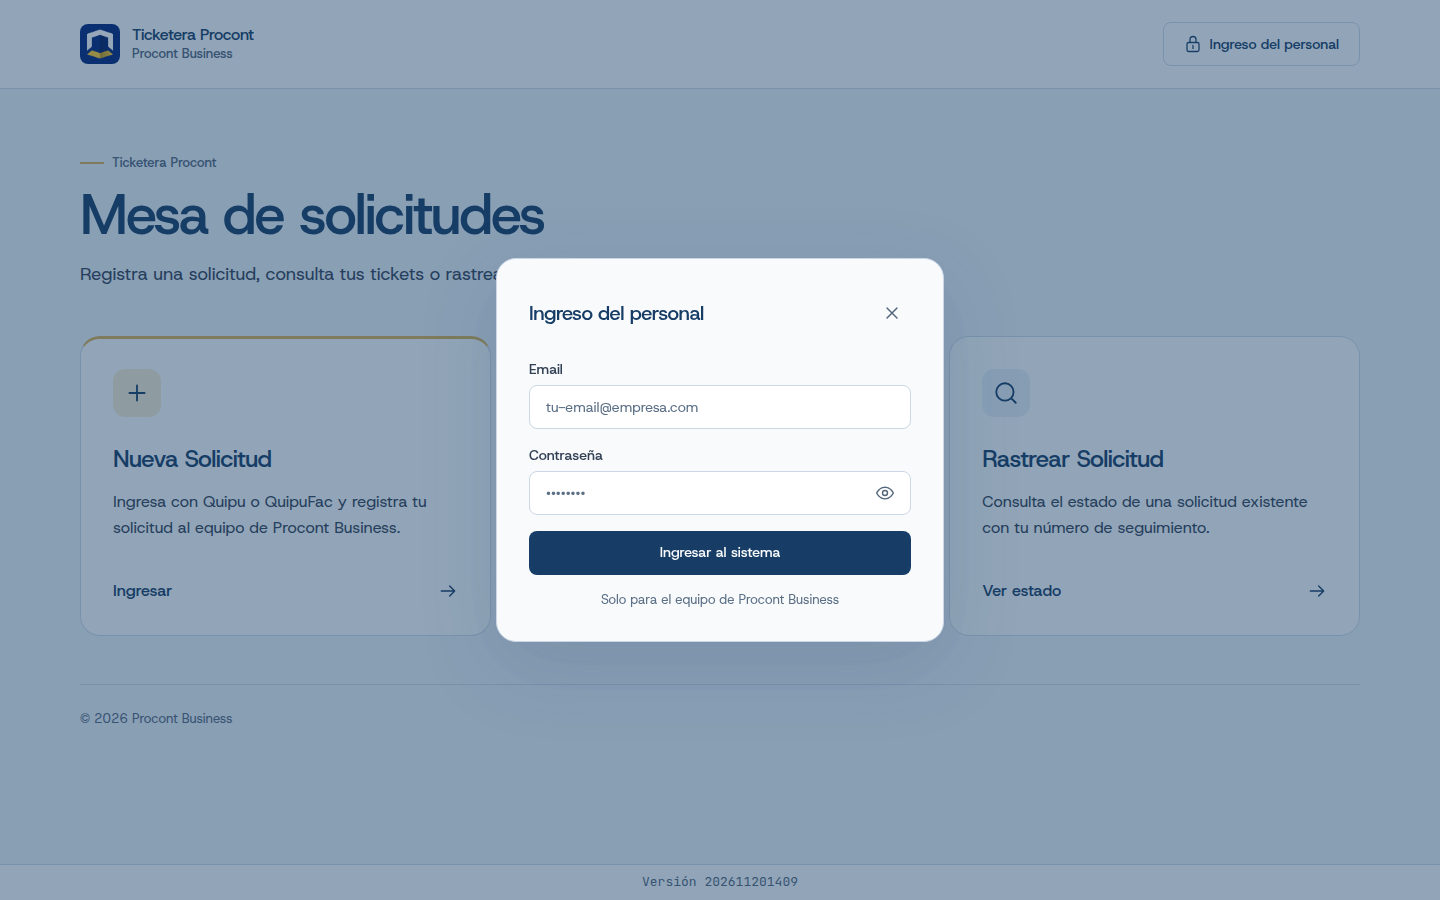 Ticketera Procont
Procont Business
Ingreso del personal
Ticketera Procont
Mesa de solicitudes
Registra una solicitud, consulta tus tickets o
Ingreso del personal
Email
tu-email@empresa.com
Contraseña
••••••••
Ingresar al sistema
Solo para el equipo de Procont Business
Nueva Solicitud
Ingresa con Quipu o QuipuFac y registra tu
solicitud al equipo de Procont Business.
Ingresar
Rastrear Solicitud
Consulta el estado de una solicitud existente
con tu número de seguimiento.
Ver estado
© 2026 Procont Business
Versión 202611201409